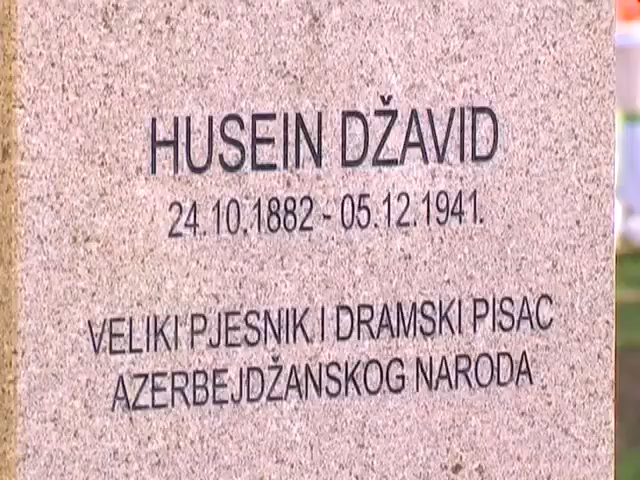 HUSEIN DŽAVID
24.10.1882 - 05.12.1941.
VELIKI PJESNIK I DRAMSKI PISAC
AZERBEJDŽANSKOG NARODA